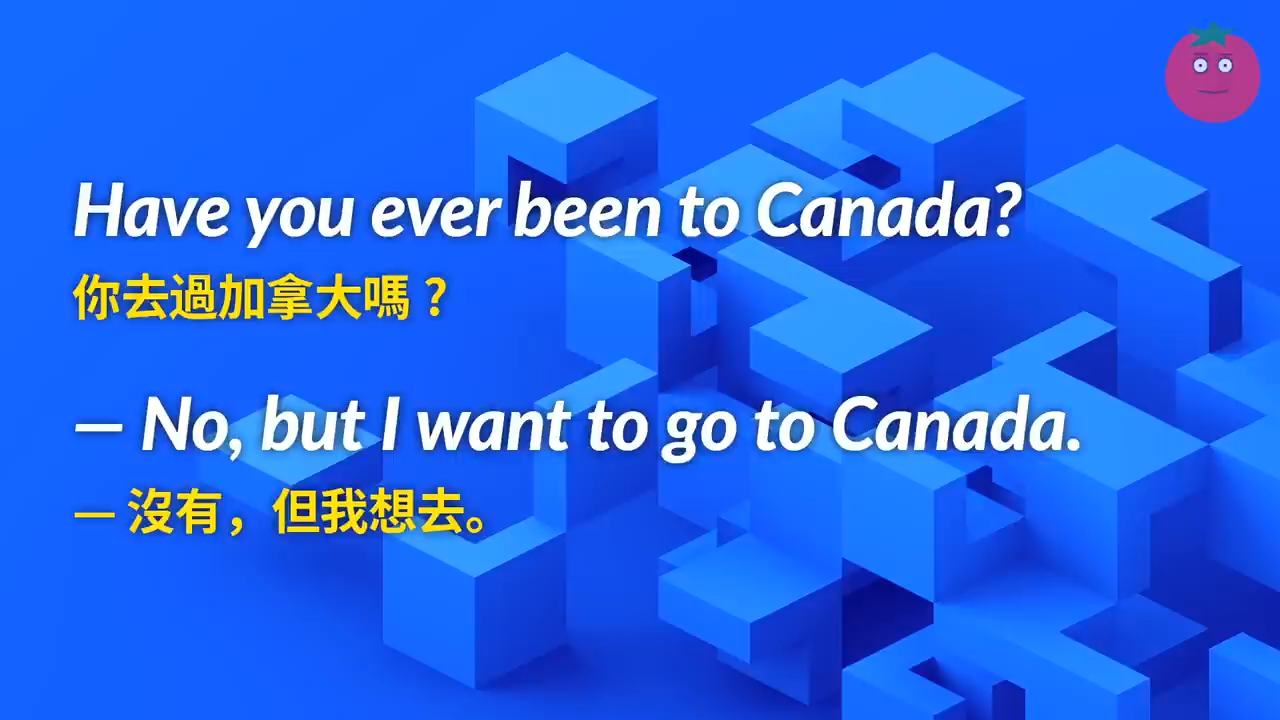 Have you ever been to Canada?
你去過加拿大嗎？
— No, but I want to go to Canada.
— 沒有，但我想去。